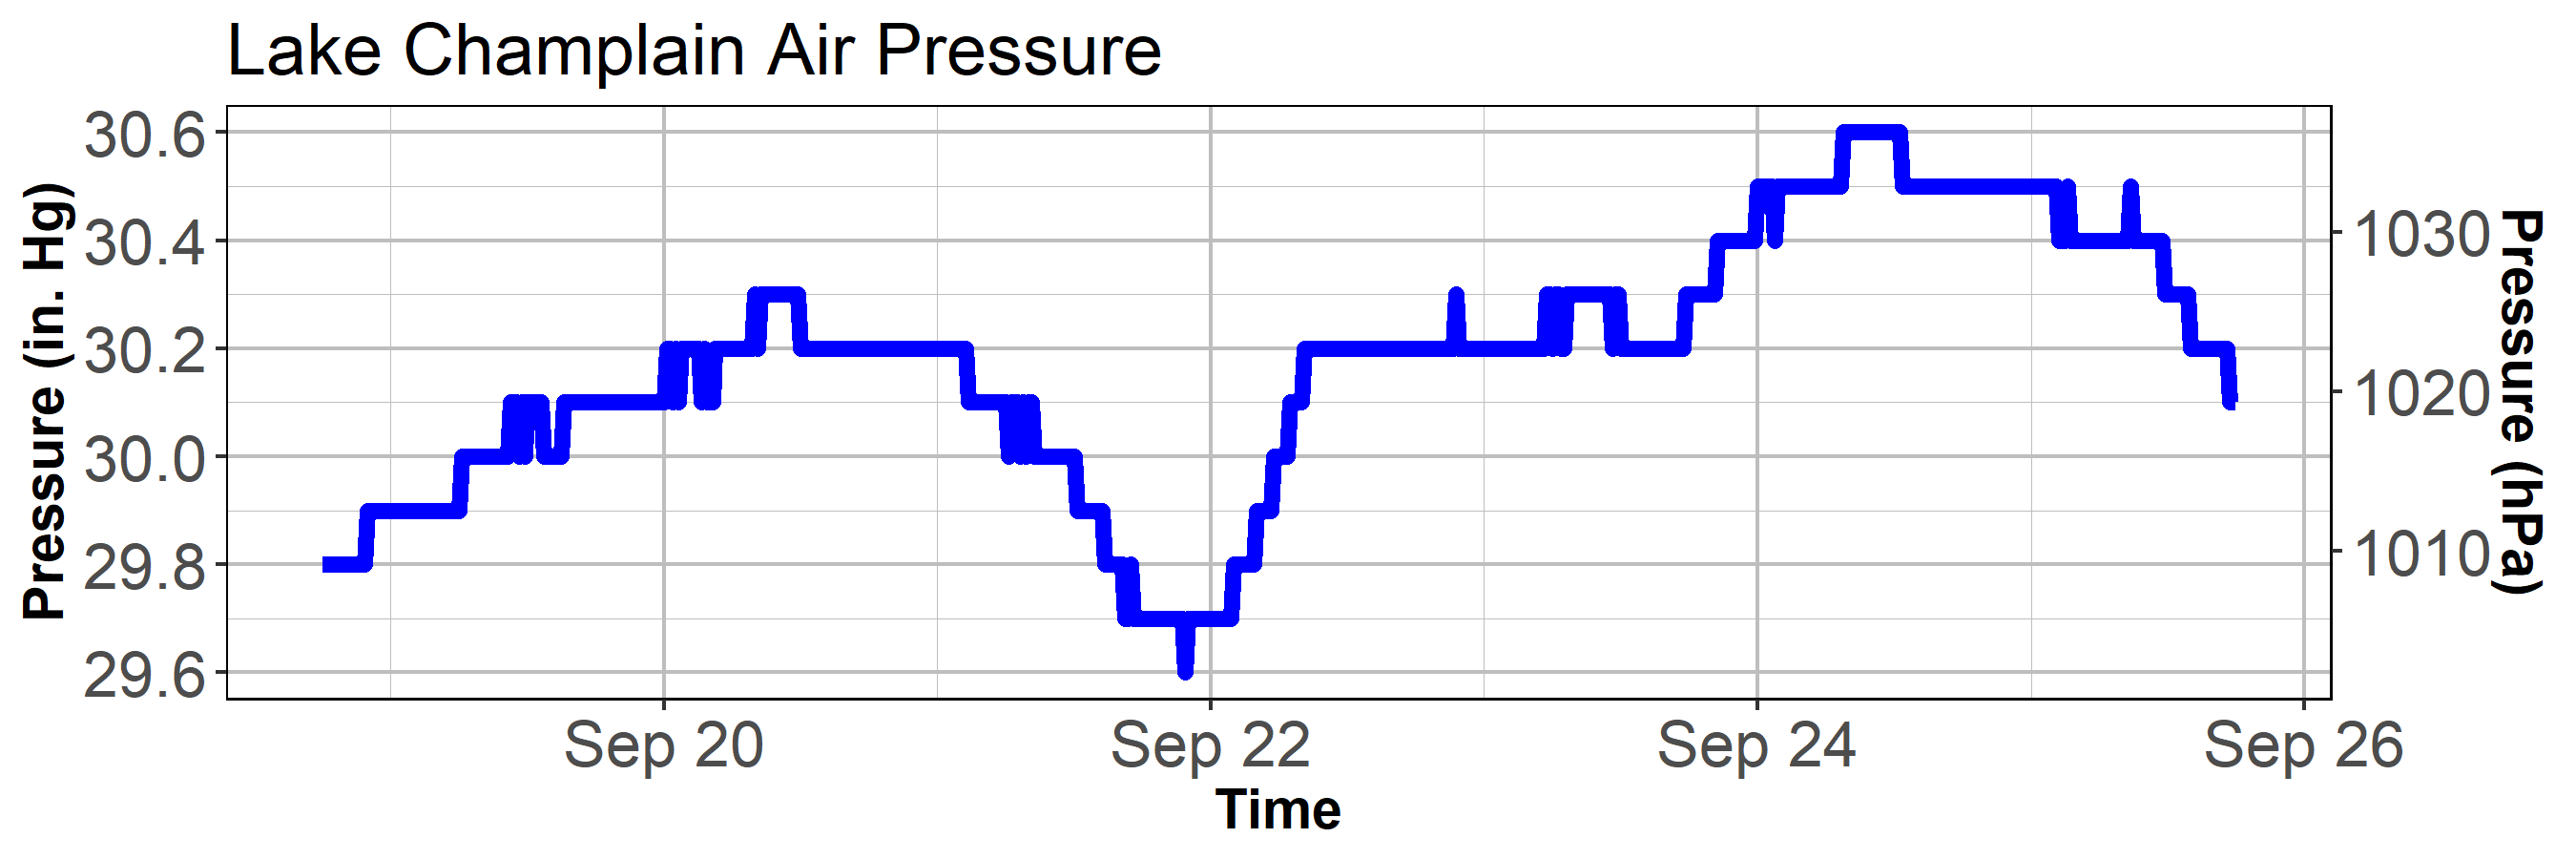 Lake Champlain Air Pressure
Pressure (in. Hg)
30.6
30.4
30.2
30.0
29.8
29.6
1030
1020
1010
Pressure (hPa)
Sep 20
Sep 22
Sep 24
Sep 26
Time